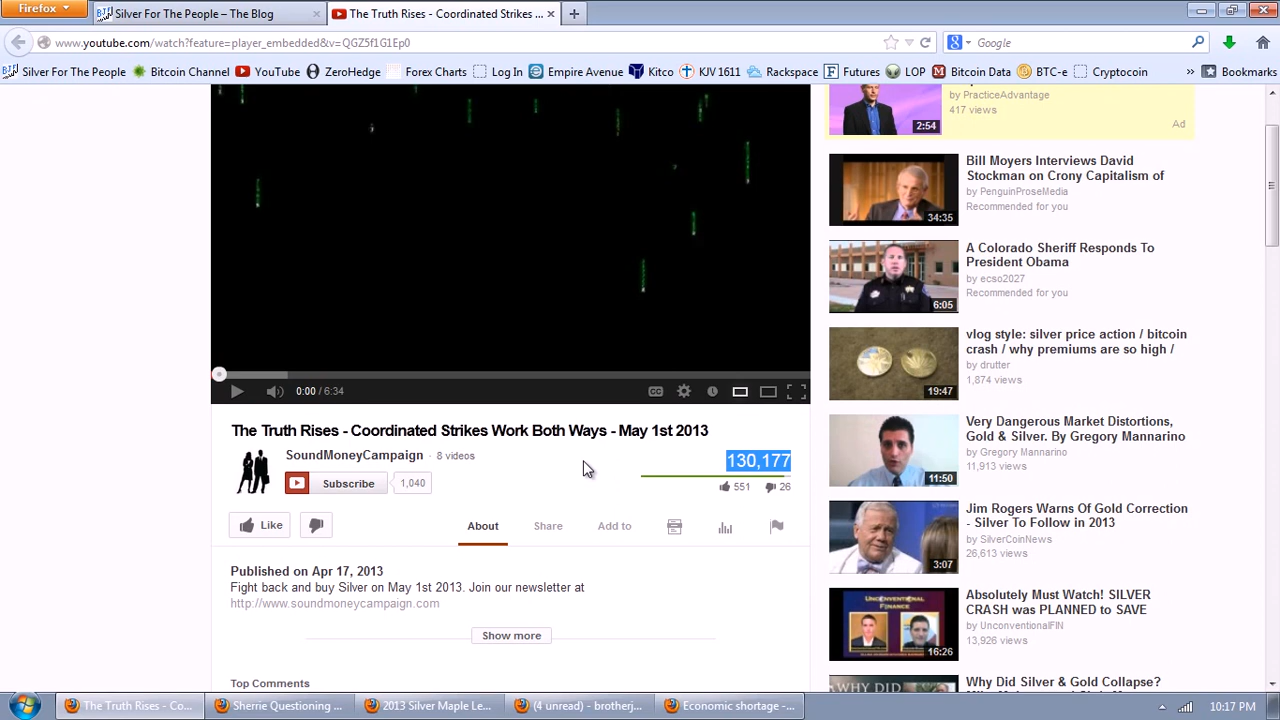 Firefox
Silver For The People – The Blog
The Truth Rises - Coordinated Strikes ...
www.youtube.com/watch?feature=player_embedded&v=QGZ5f1G1Ep0
Google
Silver For The People Bitcoin Channel YouTube ZeroHedge Forex Charts Log In Empire Avenue Kitco KJV 1611 Rackspace Futures LOP Bitcoin Data BTC-e Cryptocoin » Bookmarks
by PracticeAdvantage
417 views
Ad
2:54
Bill Moyers Interviews David
Stockman on Crony Capitalism of
by PenguinProseMedia
Recommended for you
34:35
A Colorado Sheriff Responds To
President Obama
by ecso2027
Recommended for you
6:05
vlog style: silver price action / bitcoin
crash / why premiums are so high /
by drutter
1,874 views
19:47
Very Dangerous Market Distortions,
Gold & Silver. By Gregory Mannarino
by Gregory Mannarino
11,913 views
11:50
Jim Rogers Warns Of Gold Correction
- Silver To Follow in 2013
by SilverCoinNews
26,613 views
3:07
UNCONVENTIONAL
FINANCE
Absolutely Must Watch! SILVER
CRASH was PLANNED to SAVE
by UnconventionalFIN
13,926 views
16:26
WHY DID
Why Did Silver & Gold Collapse?
0:00 / 6:34
CC
The Truth Rises - Coordinated Strikes Work Both Ways - May 1st 2013
SoundMoneyCampaign · 8 videos
Subscribe 1,040
130,177
551 26
Like
About Share Add to
Published on Apr 17, 2013
Fight back and buy Silver on May 1st 2013. Join our newsletter at
http://www.soundmoneycampaign.com
Show more
Top Comments
The Truth Rises - Co...
Sherrie Questioning ...
2013 Silver Maple Le...
(4 unread) - brotherj...
Economic shortage -...
10:17 PM